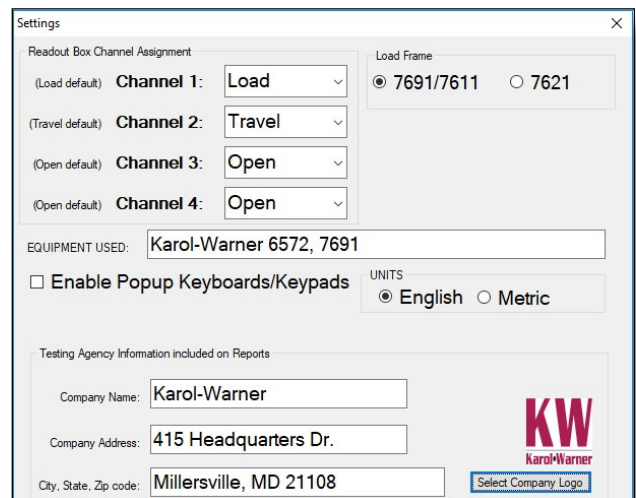 Settings
Readout Box Channel Assignment
Load Frame
(Load default) Channel 1: Load
7691/7611 7621
(Travel default) Channel 2: Travel
(Open default) Channel 3: Open
(Open default) Channel 4: Open
EQUIPMENT USED: Karol-Warner 6572, 7691
Enable Popup Keyboards/Keypads
UNITS
English Metric
Testing Agency Information included on Reports
Company Name: Karol-Warner
Company Address: 415 Headquarters Dr.
KW
Karol•Warner
City, State, Zip code: Millersville, MD 21108
Select Company Logo